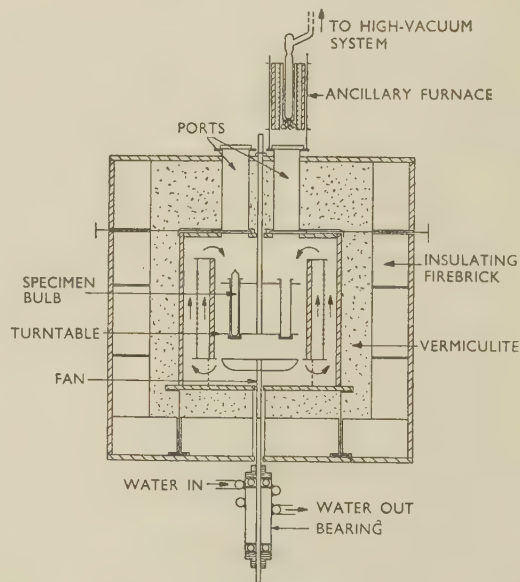 TO HIGH-VACUUM
SYSTEM
ANCILLARY FURNACE
PORTS
INSULATING
FIREBRICK
SPECIMEN
BULB
TURNTABLE
VERMICULITE
FAN
WATER IN
WATER OUT
BEARING